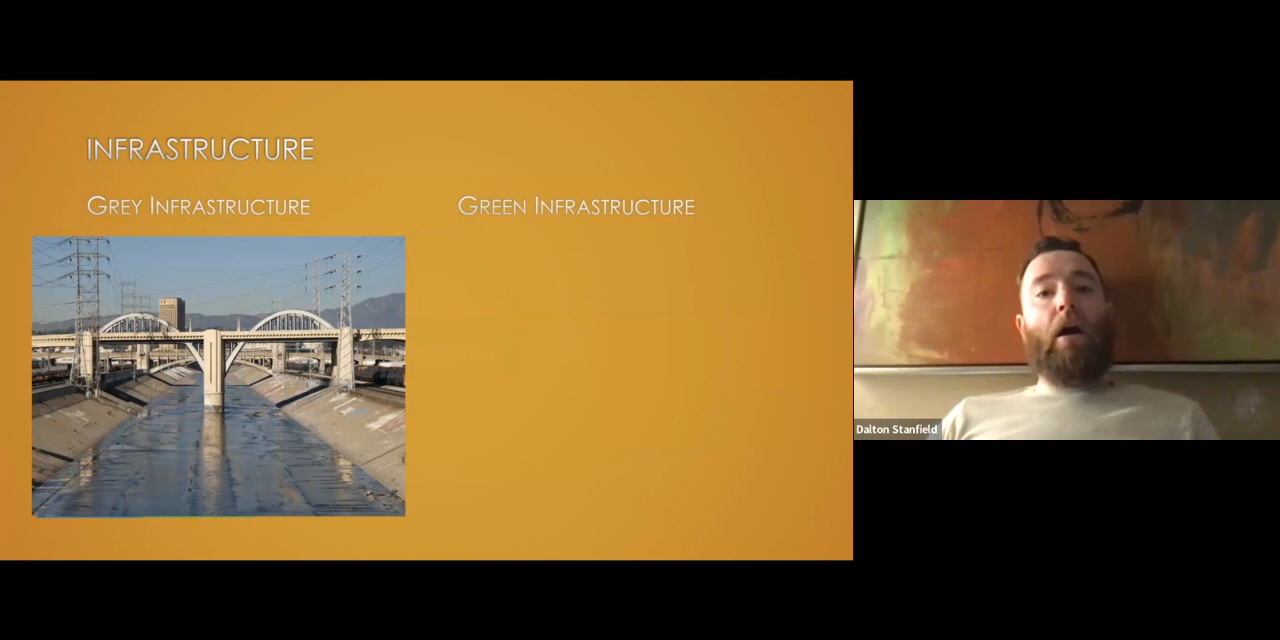 INFRASTRUCTURE
GREY INFRASTRUCTURE
GREEN INFRASTRUCTURE
Dalton Stanfield